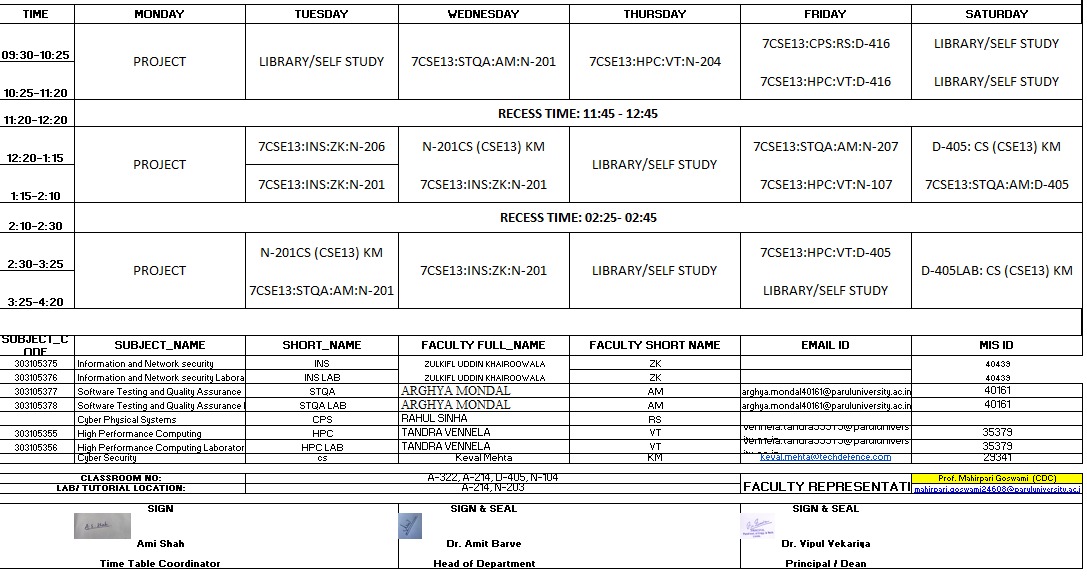 TIME MONDAY TUESDAY WEDNESDAY THURSDAY FRIDAY SATURDAY
09:30-10:25 7CSE13:CPS:RS:D-416 LIBRARY/SELF STUDY
PROJECT LIBRARY/SELF STUDY 7CSE13:STQA:AM:N-201 7CSE13:HPC:VT:N-204
10:25-11:20 7CSE13:HPC:VT:D-416 LIBRARY/SELF STUDY
11:20-12:20 RECESS TIME: 11:45 - 12:45
12:20-1:15 7CSE13:INS:ZK:N-206 N-201CS (CSE13) KM 7CSE13:STQA:AM:N-207 D-405: CS (CSE13) KM
PROJECT LIBRARY/SELF STUDY
1:15-2:10 7CSE13:INS:ZK:N-201 7CSE13:INS:ZK:N-201 7CSE13:HPC:VT:N-107 7CSE13:STQA:AM:D-405
2:10-2:30 RECESS TIME: 02:25- 02:45
2:30-3:25 N-201CS (CSE13) KM 7CSE13:HPC:VT:D-405
PROJECT 7CSE13:INS:ZK:N-201 LIBRARY/SELF STUDY D-405LAB: CS (CSE13) KM
3:25-4:20 7CSE13:STQA:AM:N-201 LIBRARY/SELF STUDY
SUBJECT_C
ODE SUBJECT_NAME SHORT_NAME FACULTY FULL_NAME FACULTY SHORT NAME EMAIL ID MIS ID
303105375 Information and Network security INS ZULKIFL UDDIN KHAIROOWALA ZK 40439
303105376 Information and Network security Labora INS LAB ZULKIFL UDDIN KHAIROOWALA ZK 40439
303105377 Software Testing and Quality Assurance STQA ARGHYA MONDAL AM arghya.mondal40161@paruluniversity.ac.in 40161
303105378 Software Testing and Quality Assurance STQA LAB ARGHYA MONDAL AM arghya.mondal40161@paruluniversity.ac.in 40161
Cyber Physical Systems CPS RAHUL SINHA RS
303105355 High Performance Computing HPC TANDRA VENNELA VT 35379
303105356 High Performance Computing Laborator HPC LAB TANDRA VENNELA VT 35379
Cyber Security cs Keval Mehta KM keval.mehta@techdefence.com 29341
CLASSROOM NO: A-322, A-214, D-405, N-104 Prof. Mahirpari Goswami (CDC)
LAB/ TUTORIAL LOCATION: A-214, N-203 FACULTY REPRESENTATI mahirpari.goswami24608@paruluniversity.ac.i
SIGN SIGN & SEAL SIGN & SEAL
Ami Shah Dr. Amit Barve Dr. Vipul Vekariya
Time Table Coordinator Head of Department Principal / Dean